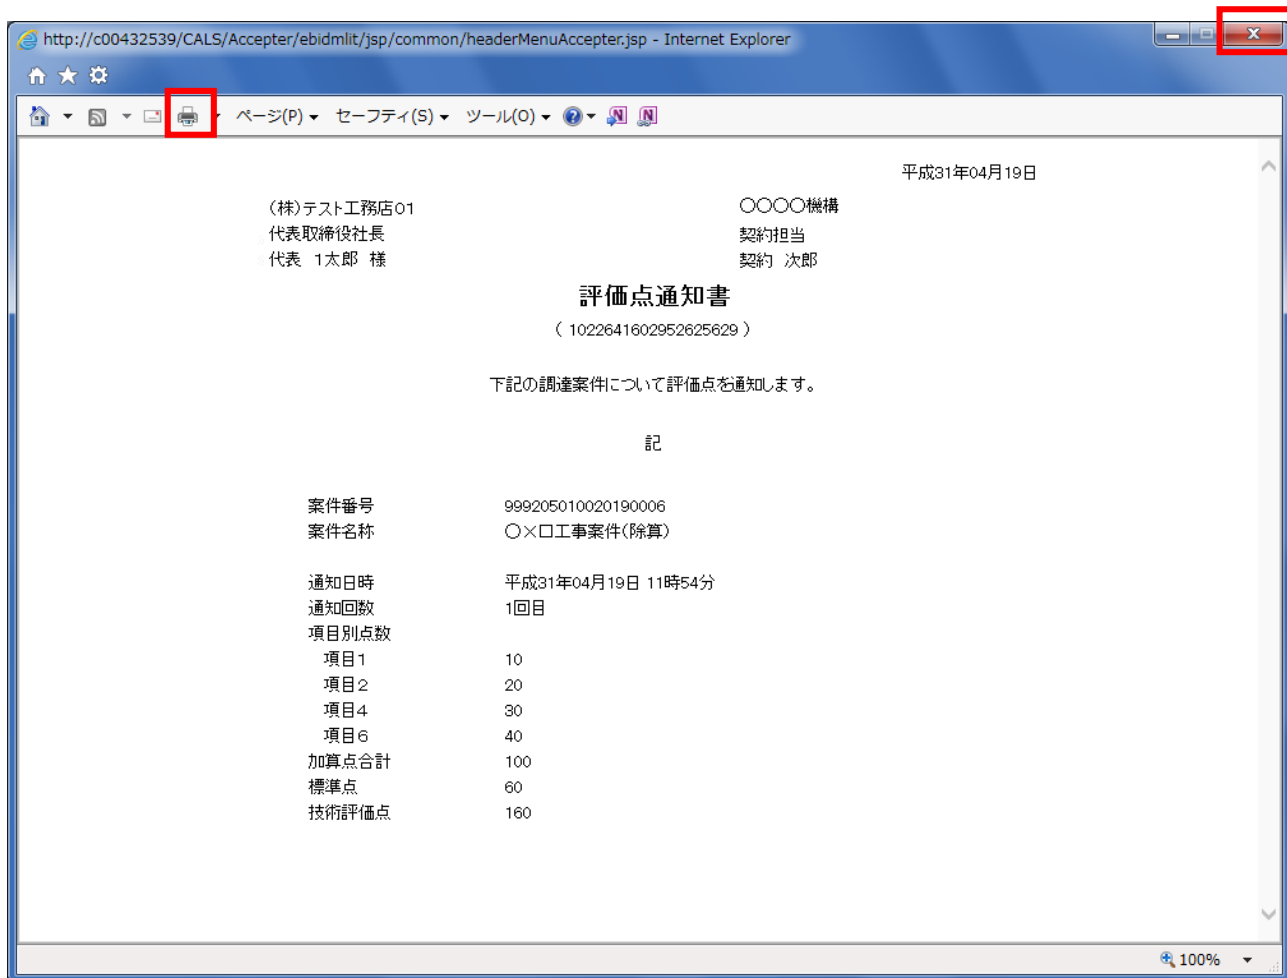 http://c00432539/CALS/Accepter/ebidmlit/jsp/common/headerMenuAccepter.jsp - Internet Explorer
ページ(P) セーフティ(S) ツール(O)
平成31年04月19日
(株)テスト工務店01
代表取締役社長
代表 1太郎 様
〇〇〇〇機構
契約担当
契約 次郎
評価点通知書
( 1022641602952625629 )
下記の調達案件について評価点を通知します。
記
案件番号 999205010020190006
案件名称 〇×口工事案件(除算)
通知日時 平成31年04月19日 11時54分
通知回数 1回目
項目別点数
項目1 10
項目2 20
項目4 30
項目6 40
加算点合計 100
標準点 60
技術評価点 160
100%